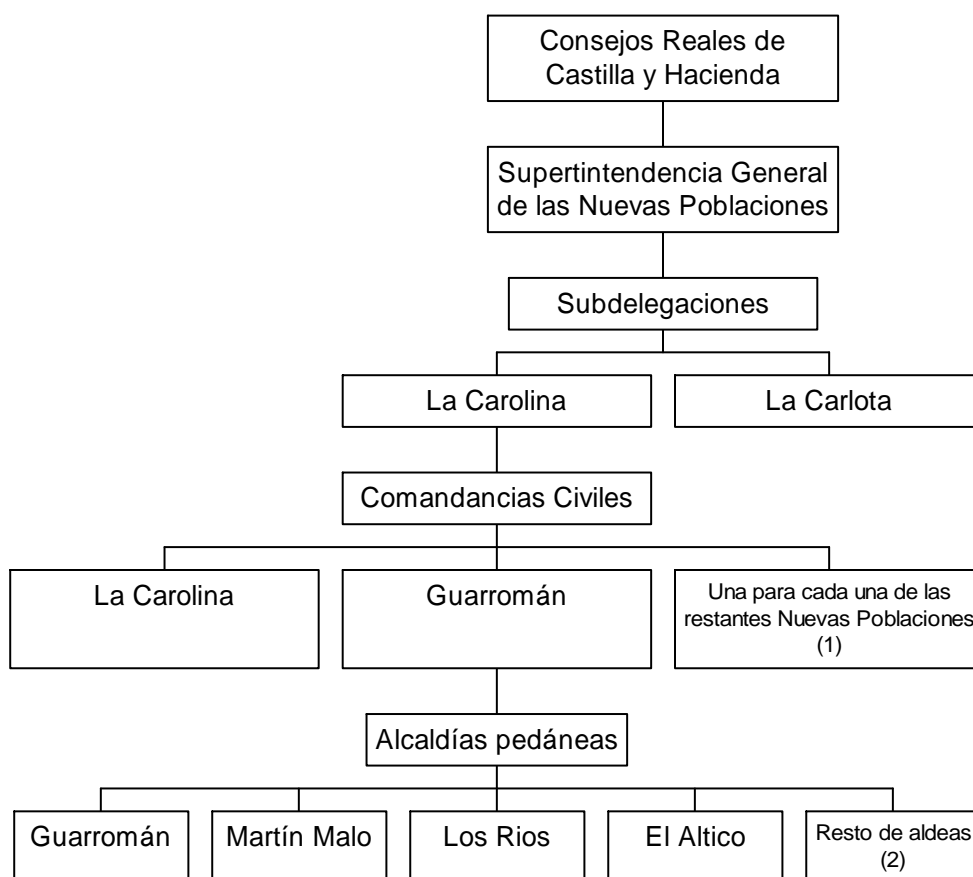 Consejos Reales de
Castilla y Hacienda
Supertintendencia General
de las Nuevas Poblaciones
Subdelegaciones
La Carolina
La Carlota
Comandancias Civiles
La Carolina
Guarromán
Una para cada una de las
restantes Nuevas Poblaciones
(1)
Alcaldías pedáneas
Guarromán
Martín Malo
Los Rios
El Altico
Resto de aldeas
(2)